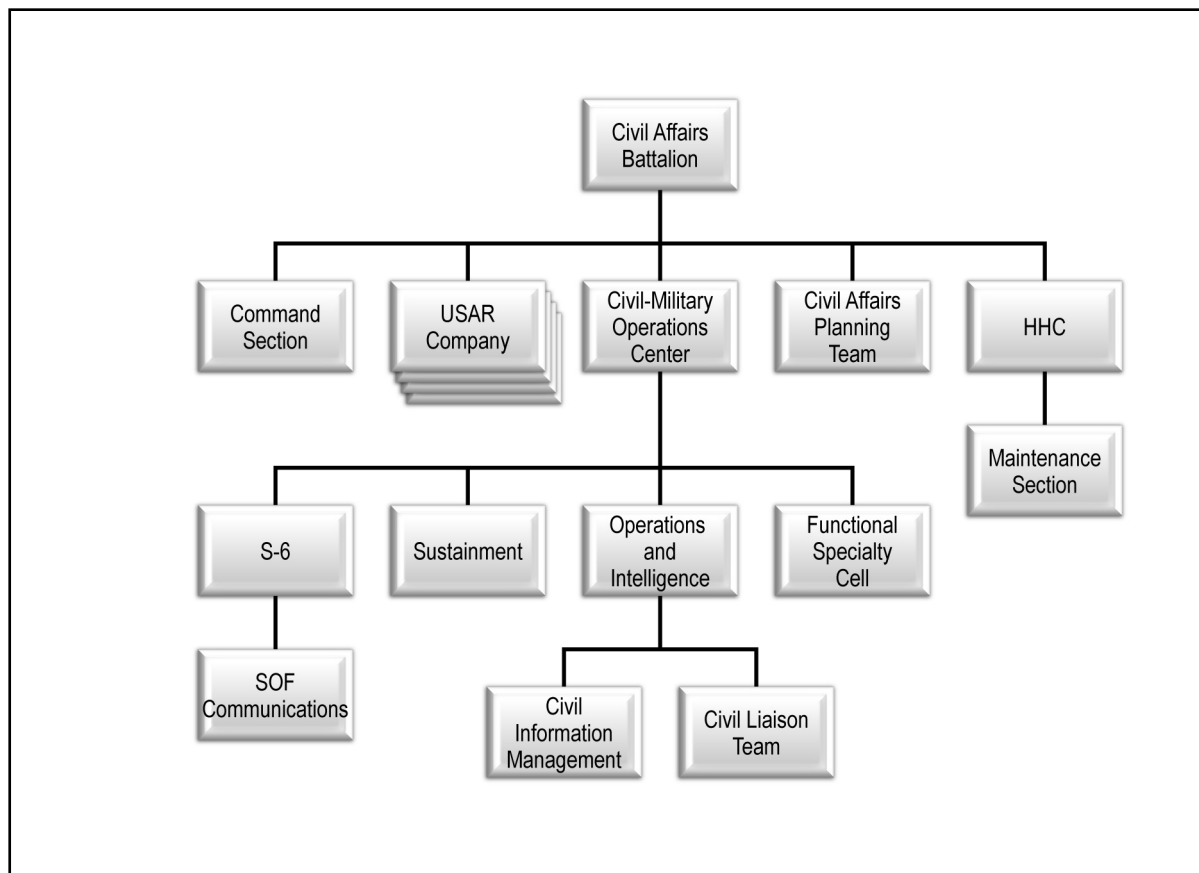 Civil Affairs
Battalion
Command
Section
USAR
Company
Civil-Military
Operations
Center
Civil Affairs
Planning
Team
HHC
Maintenance
Section
S-6
Sustainment
Operations
and
Intelligence
Functional
Specialty
Cell
SOF
Communications
Civil
Information
Management
Civil Liaison
Team